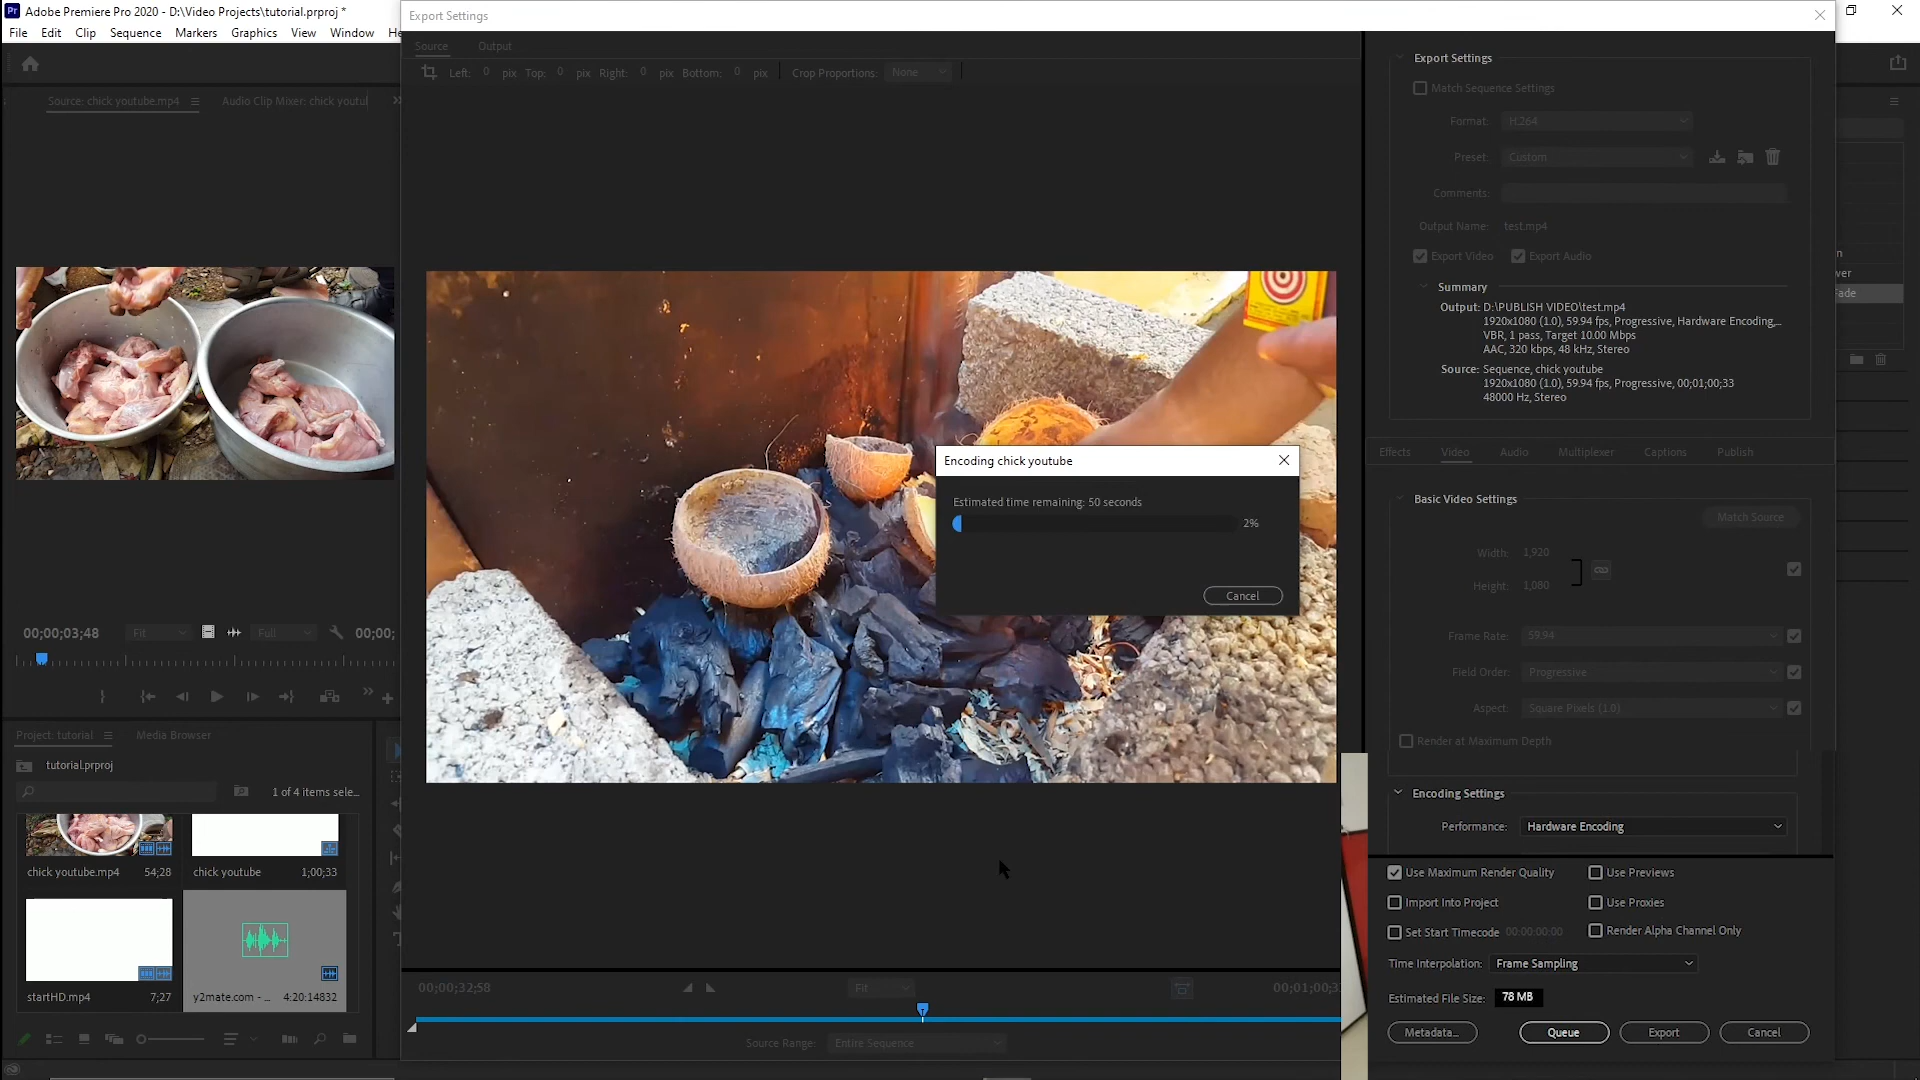 Adobe Premiere Pro 2020 - D:\Video Projects\tutorial.prproj *
File Edit Clip Sequence Markers Graphics View Window He
Source: chick youtube.mp4
Audio Clip Mixer: chick youtu
00;00;03;48
Fit
Full
00;00;
Project: tutorial
Media Browser
tutorial.prproj
1 of 4 items sele...
chick youtube.mp4 54;28
chick youtube 1;00;33
startHD.mp4 7;27
y2mate.com - ... 4:20:14832
Export Settings
Source
Output
Left: 0 pix Top: 0 pix Right: 0 pix Bottom: 0 pix
Crop Proportions: None
Encoding chick youtube
Estimated time remaining: 50 seconds
2%
Cancel
00;00;32;58
Fit
00;01;00;3
Source Range: Entire Sequence
Export Settings
Match Sequence Settings
Format: H.264
Preset: Custom
Comments:
Output Name: test.mp4
Export Video
Export Audio
Summary
Output: D:\PUBLISH VIDEO\test.mp4
1920x1080 (1.0), 59.94 fps, Progressive, Hardware Encoding,...
VBR, 1 pass, Target 10.00 Mbps
AAC, 320 kbps, 48 kHz, Stereo
Source: Sequence, chick youtube
1920x1080 (1.0), 59.94 fps, Progressive, 00;01;00;33
48000 Hz, Stereo
Effects Video Audio Multiplexer Captions Publish
Basic Video Settings
Match Source
Width: 1,920
Height: 1,080
Frame Rate: 59.94
Field Order: Progressive
Aspect: Square Pixels (1.0)
Render at Maximum Depth
Encoding Settings
Performance: Hardware Encoding
Use Maximum Render Quality
Use Previews
Import Into Project
Use Proxies
Set Start Timecode 00:00:00:00
Render Alpha Channel Only
Time Interpolation: Frame Sampling
Estimated File Size: 78 MB
Metadata...
Queue
Export
Cancel
n
ver
Fade